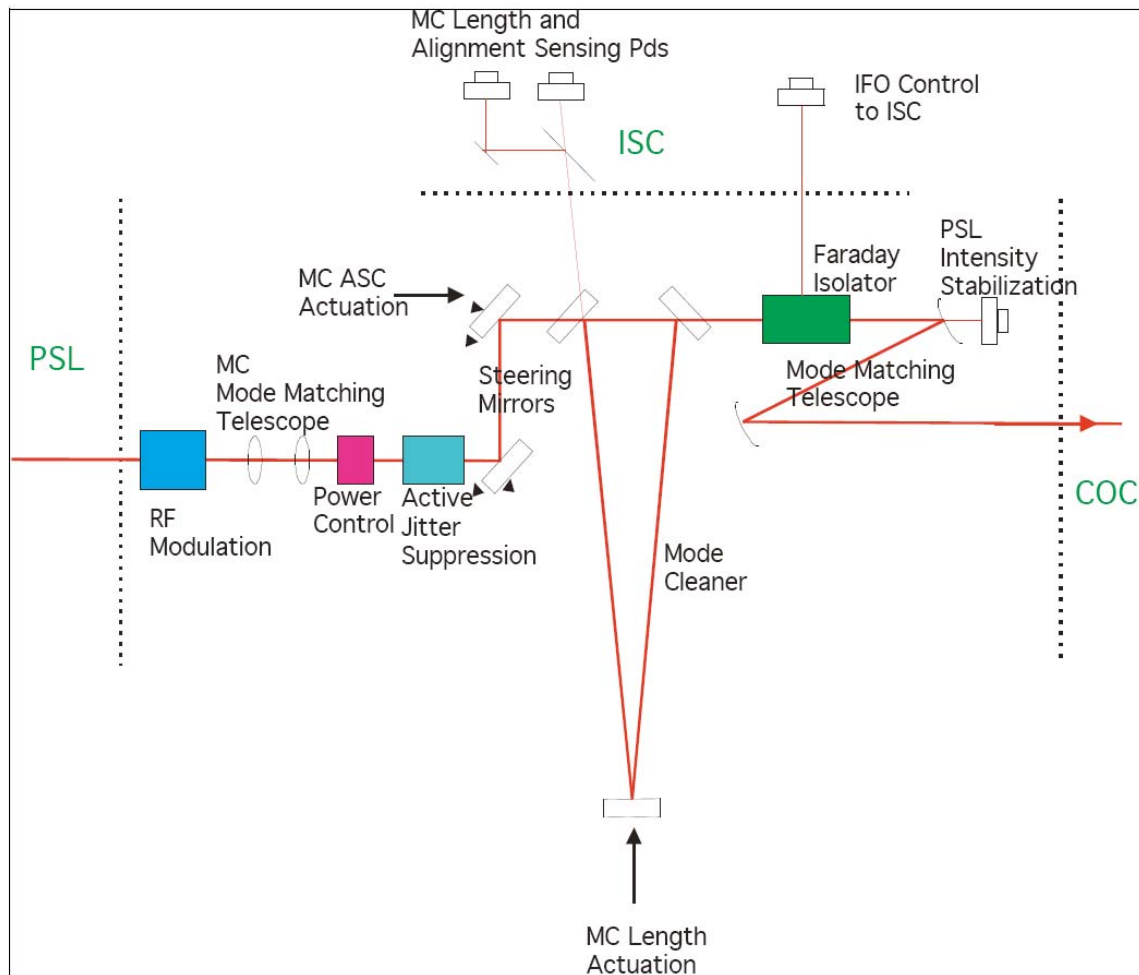 MC Length and
Alignment Sensing Pds
IFO Control
to ISC
ISC
PSL
Intensity
Stabilization
Faraday
Isolator
MC ASC
Actuation
PSL
MC
Mode Matching
Telescope
Steering
Mirrors
Mode Matching
Telescope
COC
RF
Modulation
Power
Control
Active
Jitter
Suppression
Mode
Cleaner
MC Length
Actuation